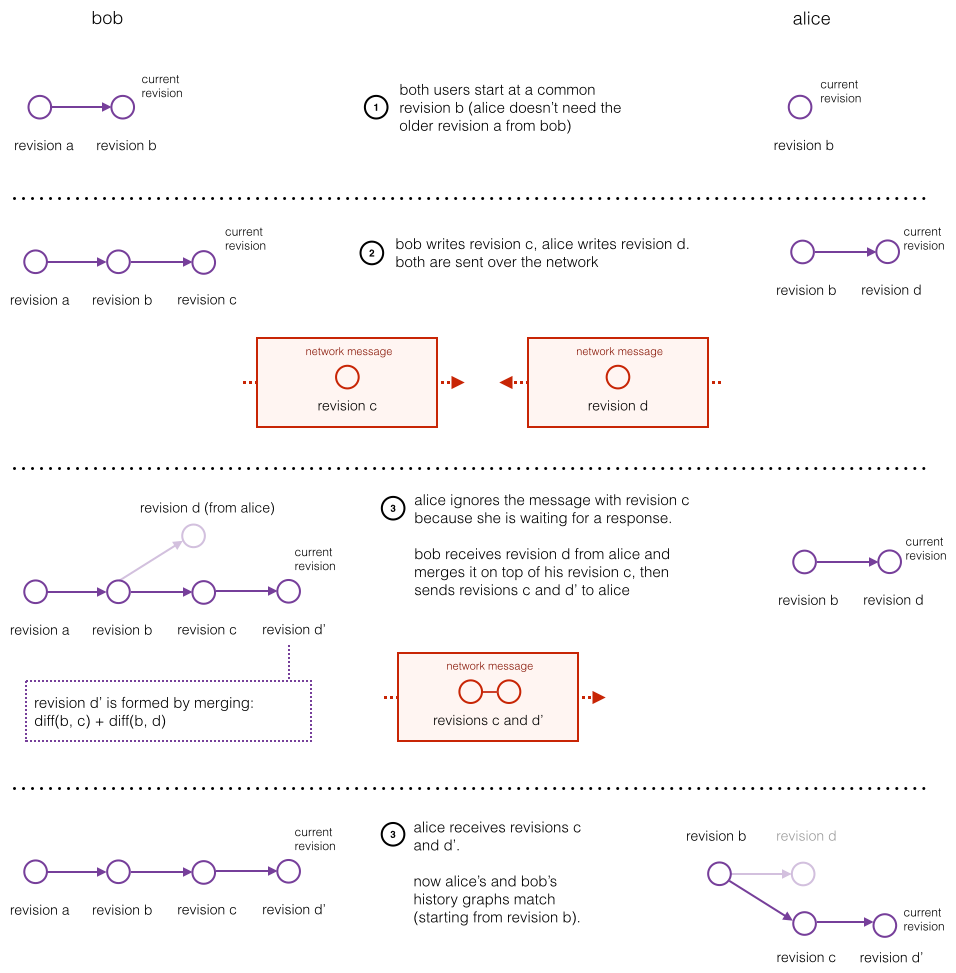 bob
alice
current
revision
revision a
revision b
1
both users start at a common
revision b (alice doesn't need the
older revision a from bob)
current
revision
revision b
current
revision
revision a
revision b
revision c
2
bob writes revision c, alice writes revision d.
both are sent over the network
current
revision
revision b
revision d
network message
revision c
network message
revision d
revision d (from alice)
current
revision
revision a
revision b
revision c
revision d'
revision d' is formed by merging:
diff(b, c) + diff(b, d)
3
alice ignores the message with revision c
because she is waiting for a response.
bob receives revision d from alice and
merges it on top of his revision c, then
sends revisions c and d' to alice
current
revision
revision b
revision d
network message
revisions c and d'
current
revision
revision a
revision b
revision c
revision d'
3
alice receives revisions c
and d'.
now alice's and bob's
history graphs match
(starting from revision b).
revision b
revision d
current
revision
revision c
revision d'